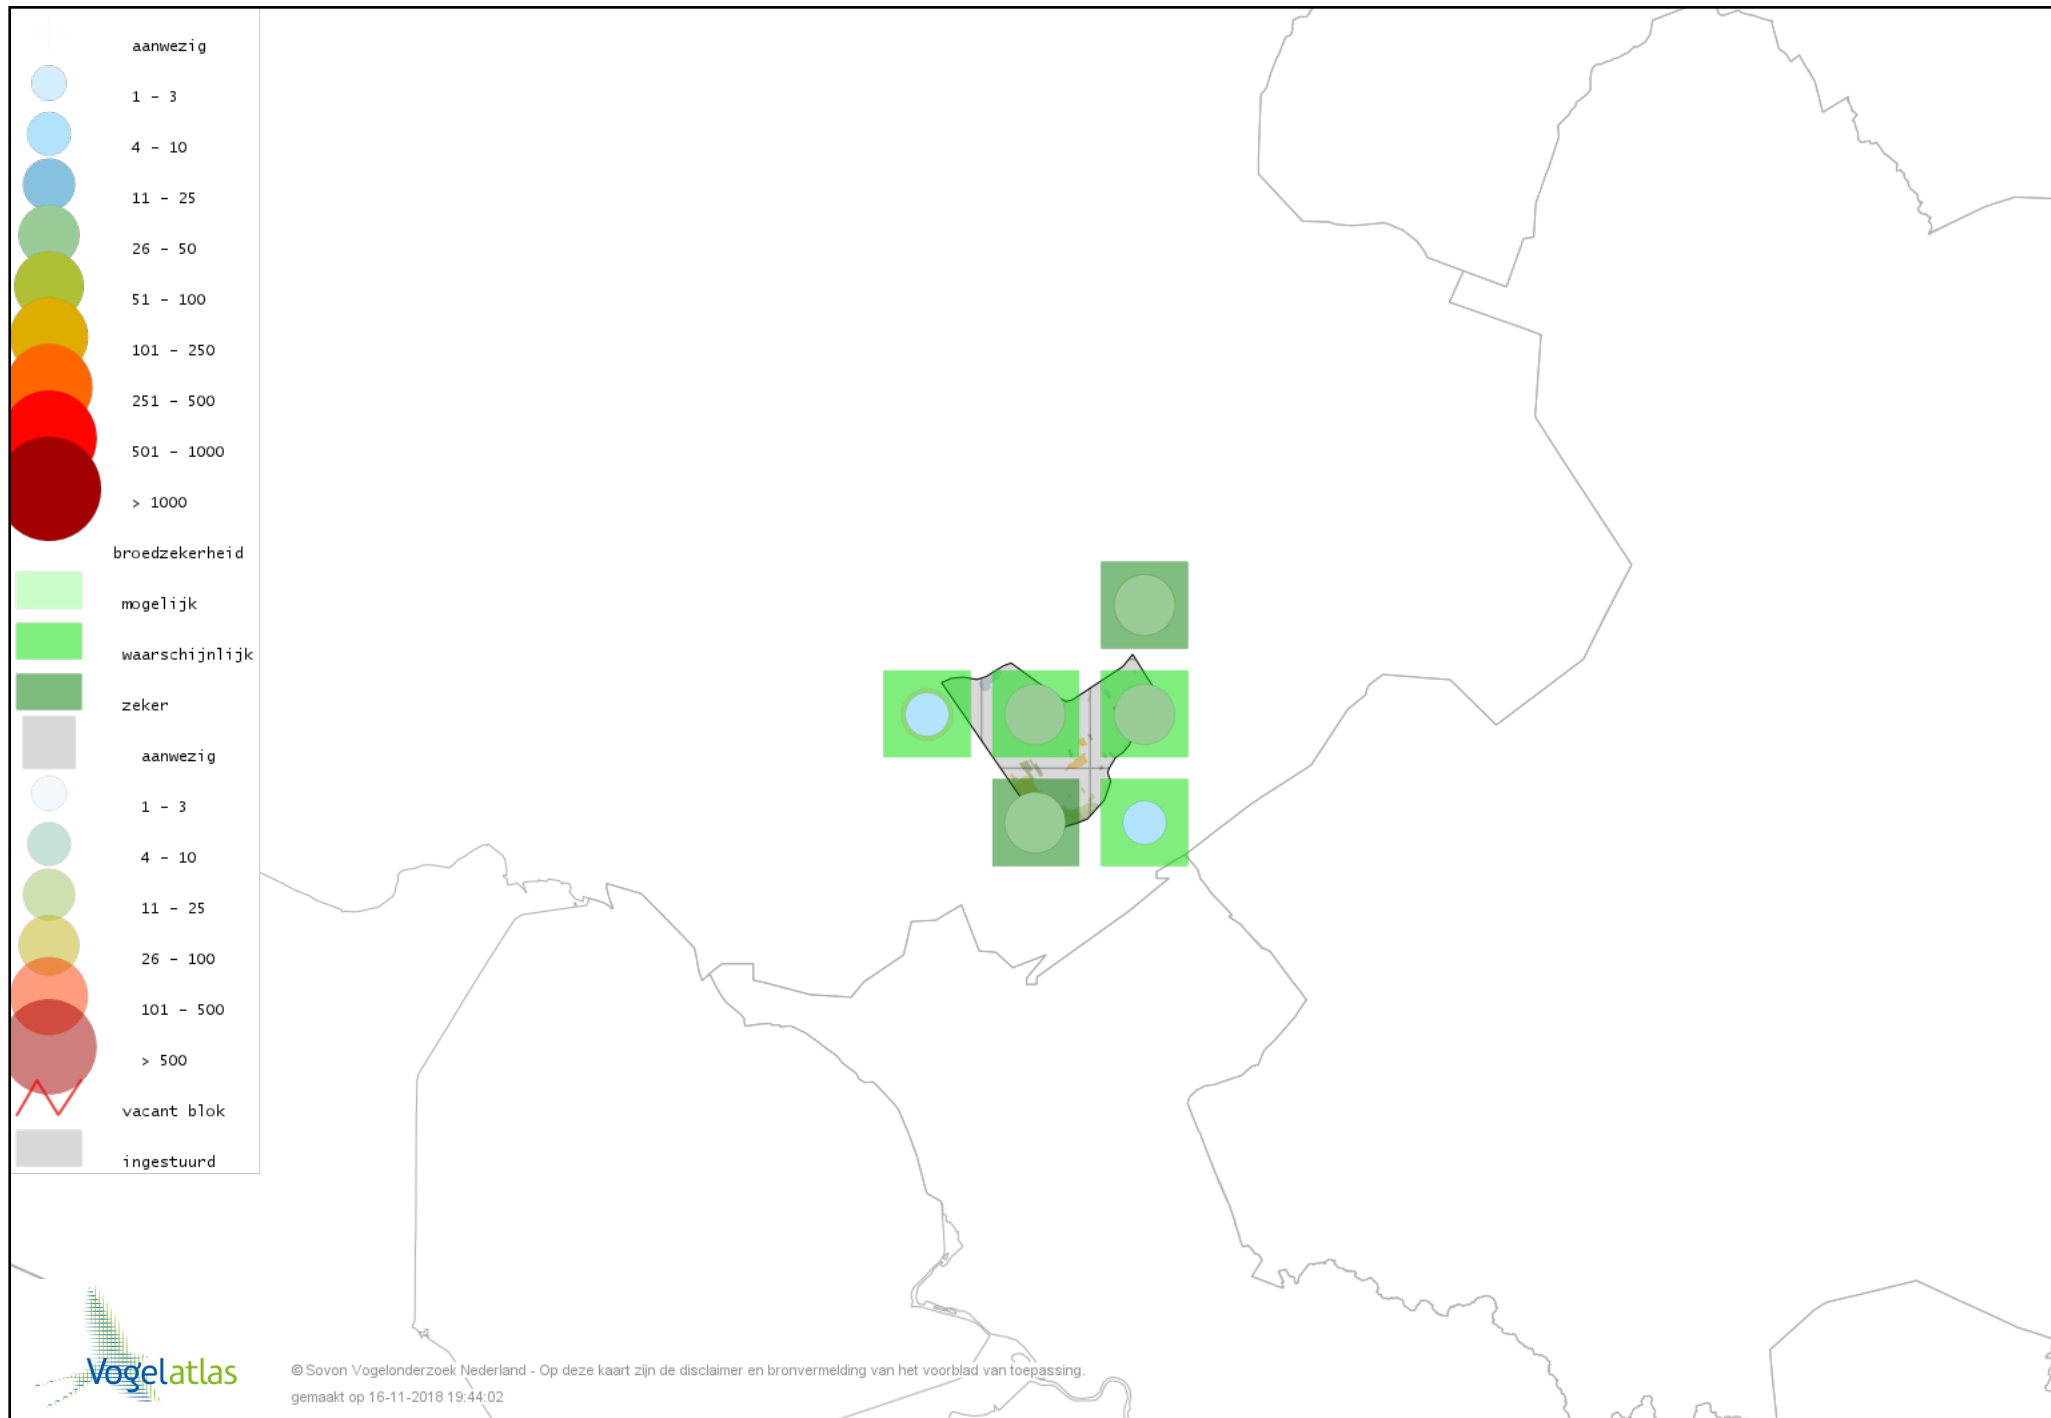 aanwezig
1 - 3
4 - 10
11 - 25
26 - 50
51 - 100
101 - 250
251 - 500
501 - 1000
> 1000
broedzekerheid
mogelijk
waarschijnlijk
zeker
aanwezig
1 - 3
4 - 10
11 - 25
26 - 100
101 - 500
> 500
vacant blok
ingestuurd
Vogelatlas
© Sovon Vogelonderzoek Nederland - Op deze kaart zijn de disclaimer en bronvermelding van het voorblad van toepassing.
gemaakt op 16-11-2018 19:44:02